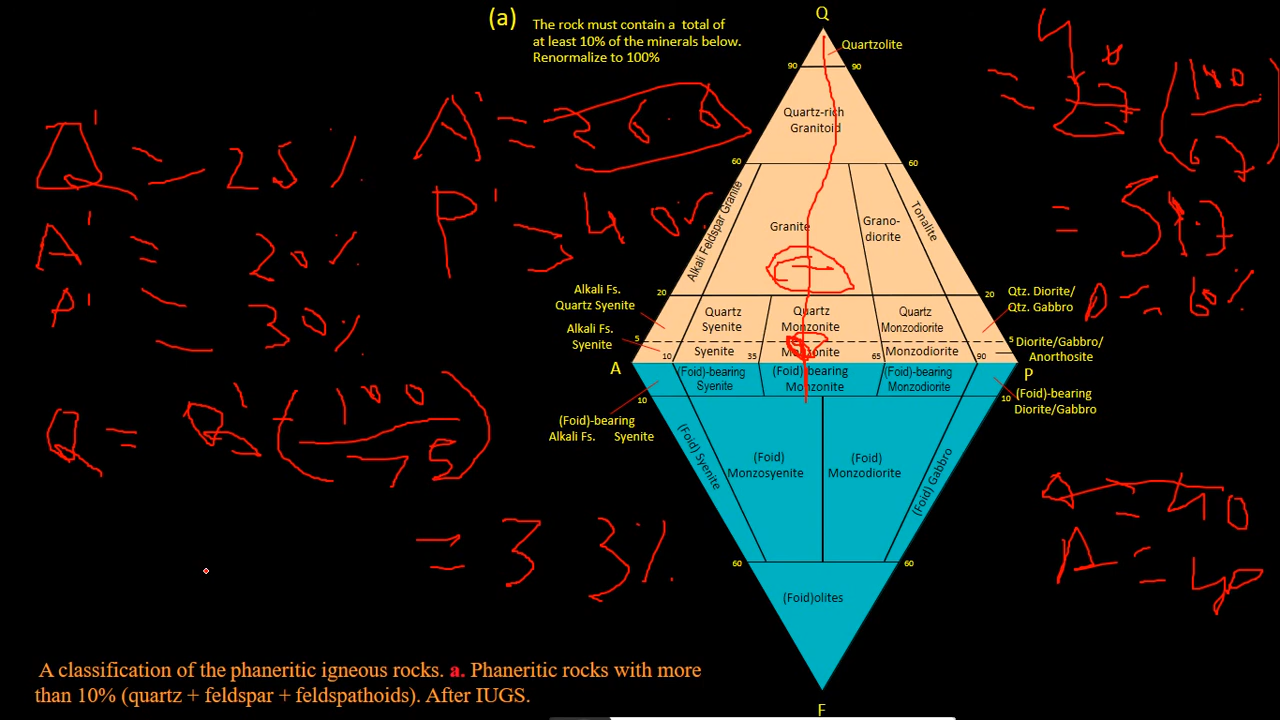 (a)
The rock must contain a total of
at least 10% of the minerals below.
Renormalize to 100%
Q
Quartzolite
90
90
Quartz-rich
Granitoid
60
60
Alkali Feldspar Granite
Granite
Grano-
diorite
Tonalite
20
20
Alkali Fs.
Quartz Syenite
Quartz
Syenite
Quartz
Monzonite
Quartz
Monzodiorite
Qtz. Diorite/
Qtz. Gabbro
Alkali Fs.
Syenite
5
5
Syenite
Monzonite
Monzodiorite
Diorite/Gabbro/
Anorthosite
10
35
65
90
A
P
(Foid)-bearing
Syenite
(Foid)-bearing
Monzonite
(Foid)-bearing
Monzodiorite
10
10
(Foid)-bearing
Alkali Fs. Syenite
(Foid)-bearing
Diorite/Gabbro
(Foid) Syenite
(Foid)
Monzosyenite
(Foid)
Monzodiorite
(Foid) Gabbro
60
60
(Foid)olites
F
Q' = 25%
A' = 20%
P' = 30%
A' = 26.6
P' = 40%
Q = Q' (100/75)
= 33%
P = 60%
= 40
A = 40
A classification of the phaneritic igneous rocks. a. Phaneritic rocks with more
than 10% (quartz + feldspar + feldspathoids). After IUGS.